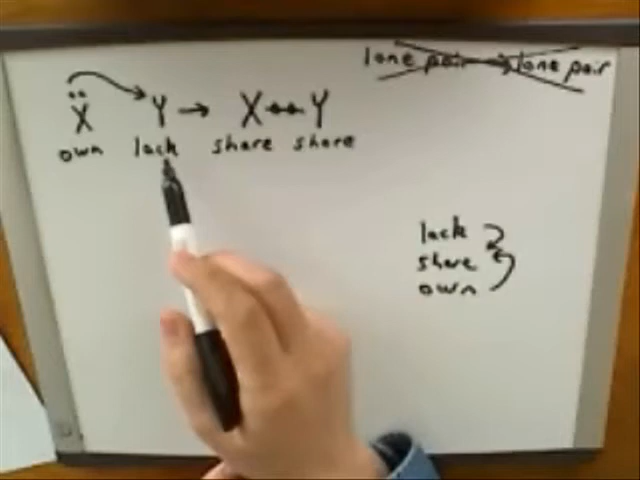 lone pair → lone pair
Ẍ Y → X ↔ Y
own lack share share
lack
share
own